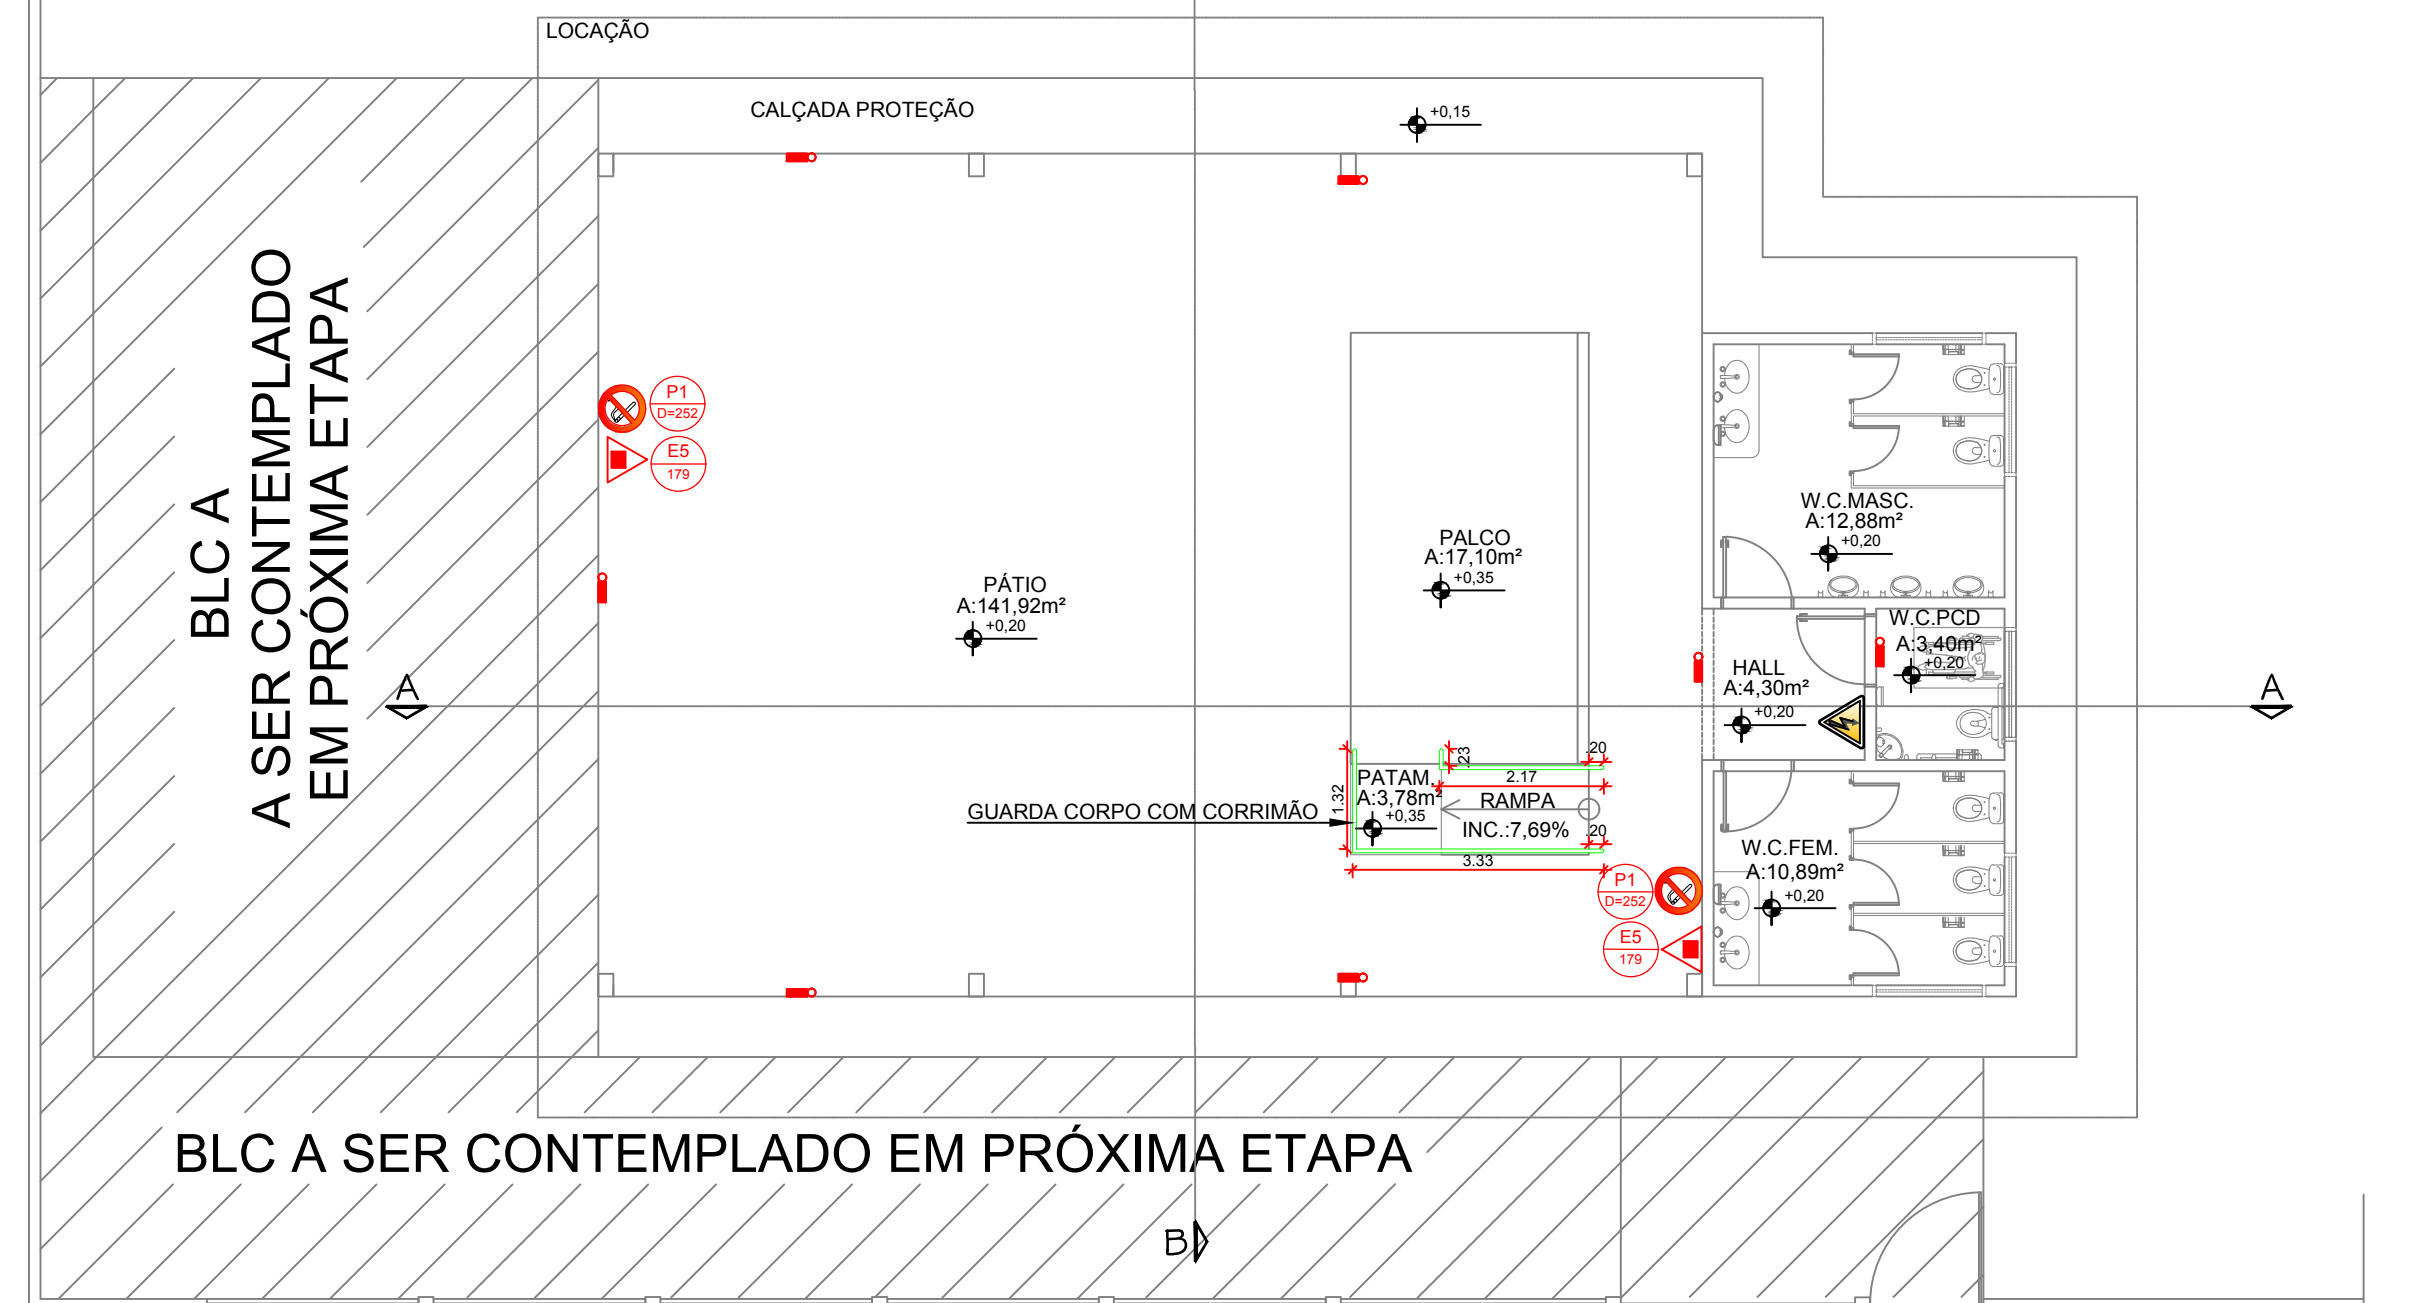 LOCAÇÃO
CALÇADA PROTEÇÃO
+0,15
BLC A
A SER CONTEMPLADO
EM PRÓXIMA ETAPA
P1
D=252
E5
179
PÁTIO
A:141,92m²
+0,20
PALCO
A:17,10m²
+0,35
W.C.MASC.
A:12,88m²
+0,20
W.C.PCD
A:3,40m²
+0,20
HALL
A:4,30m²
+0,20
A
A
.23
.20
2.17
1.32
PATAM.
A:3,78m²
+0,35
RAMPA
INC.:7,69%
.20
3.33
GUARDA CORPO COM CORRIMÃO
W.C.FEM.
A:10,89m²
+0,20
P1
D=252
E5
179
BLC A SER CONTEMPLADO EM PRÓXIMA ETAPA
B